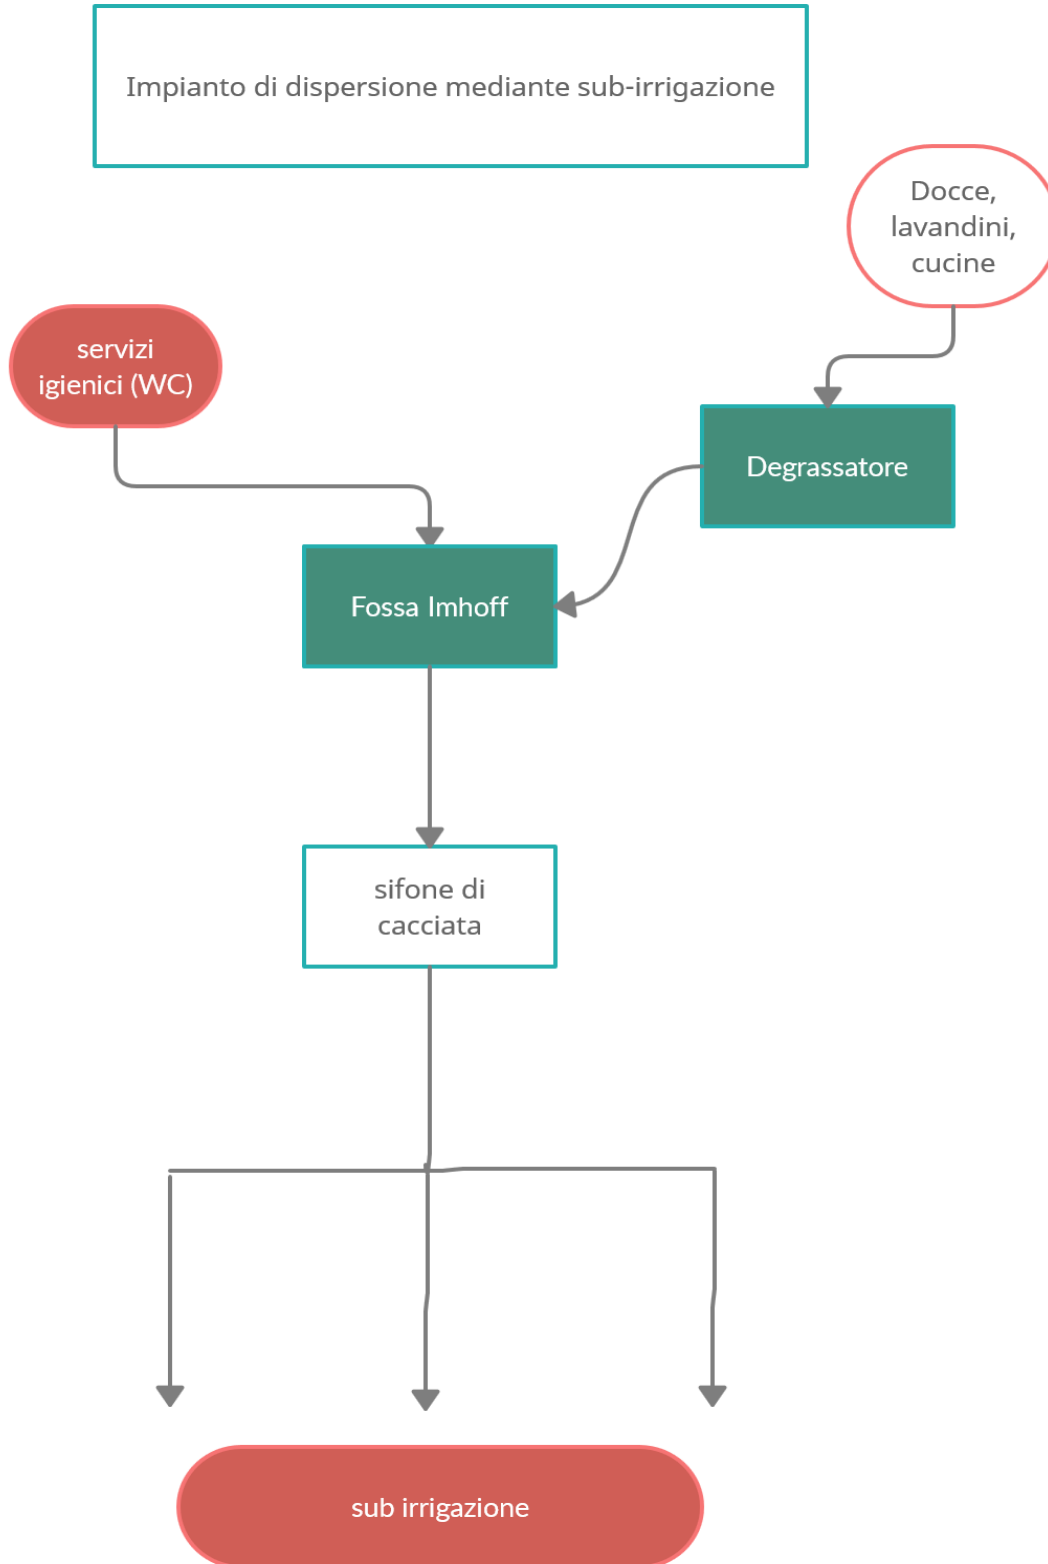 Impianto di dispersione mediante sub-irrigazione
Docce,
lavandini,
cucine
servizi
igienici (WC)
Degrassatore
Fossa Imhoff
sifone di
cacciata
sub irrigazione